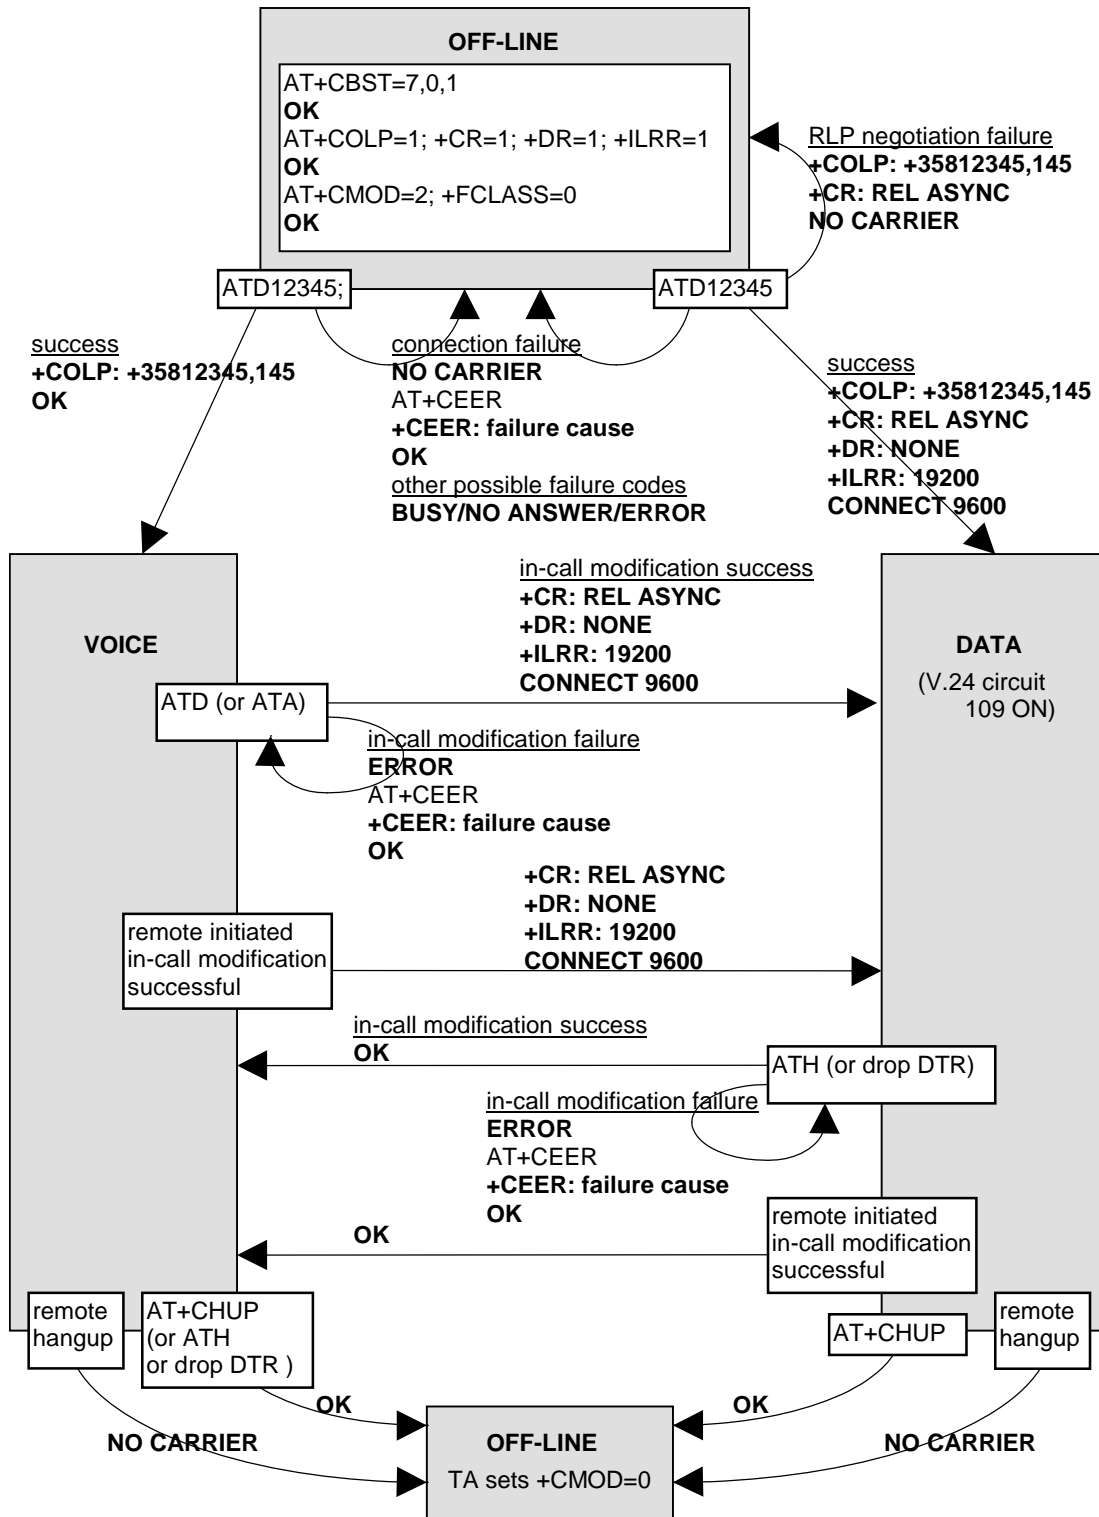 OFF-LINE
AT+CBST=7,0,1
OK
AT+COLP=1; +CR=1; +DR=1; +ILRR=1
OK
AT+CMOD=2; +FCLASS=0
OK
RLP negotiation failure
+COLP: +35812345,145
+CR: REL ASYNC
NO CARRIER
ATD12345;
ATD12345
success
+COLP: +35812345,145
OK
connection failure
NO CARRIER
AT+CEER
+CEER: failure cause
OK
other possible failure codes
BUSY/NO ANSWER/ERROR
success
+COLP: +35812345,145
+CR: REL ASYNC
+DR: NONE
+ILRR: 19200
CONNECT 9600
VOICE
in-call modification success
+CR: REL ASYNC
+DR: NONE
+ILRR: 19200
CONNECT 9600
DATA
(V.24 circuit
109 ON)
ATD (or ATA)
in-call modification failure
ERROR
AT+CEER
+CEER: failure cause
OK
+CR: REL ASYNC
+DR: NONE
+ILRR: 19200
CONNECT 9600
remote initiated
in-call modification
successful
in-call modification success
OK
ATH (or drop DTR)
in-call modification failure
ERROR
AT+CEER
+CEER: failure cause
OK
remote initiated
in-call modification
successful
OK
remote
hangup
AT+CHUP
(or ATH
or drop DTR )
AT+CHUP
remote
hangup
OK
OK
NO CARRIER
NO CARRIER
OFF-LINE
TA sets +CMOD=0